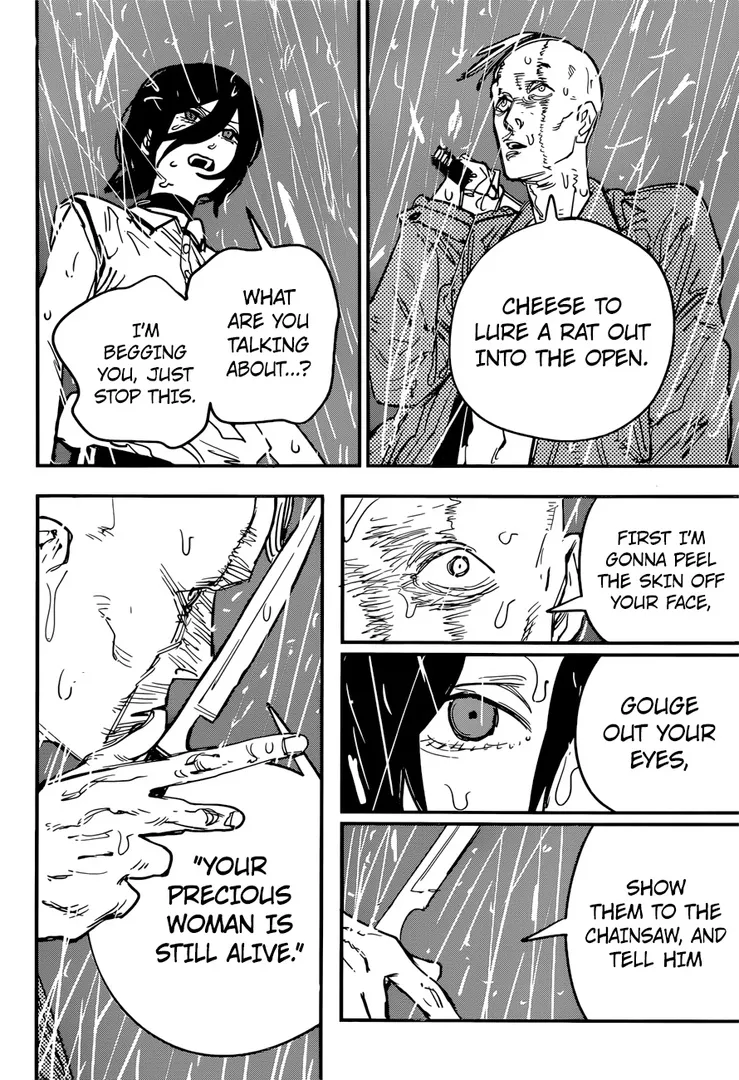 CHEESE TO
LURE A RAT OUT
INTO THE OPEN.
WHAT
ARE YOU
TALKING
ABOUT...?
I'M
BEGGING
YOU, JUST
STOP THIS.
FIRST I'M
GONNA PEEL
THE SKIN OFF
YOUR FACE,
GOUGE
OUT YOUR
EYES,
SHOW
THEM TO THE
CHAINSAW, AND
TELL HIM
"YOUR
PRECIOUS
WOMAN IS
STILL ALIVE."